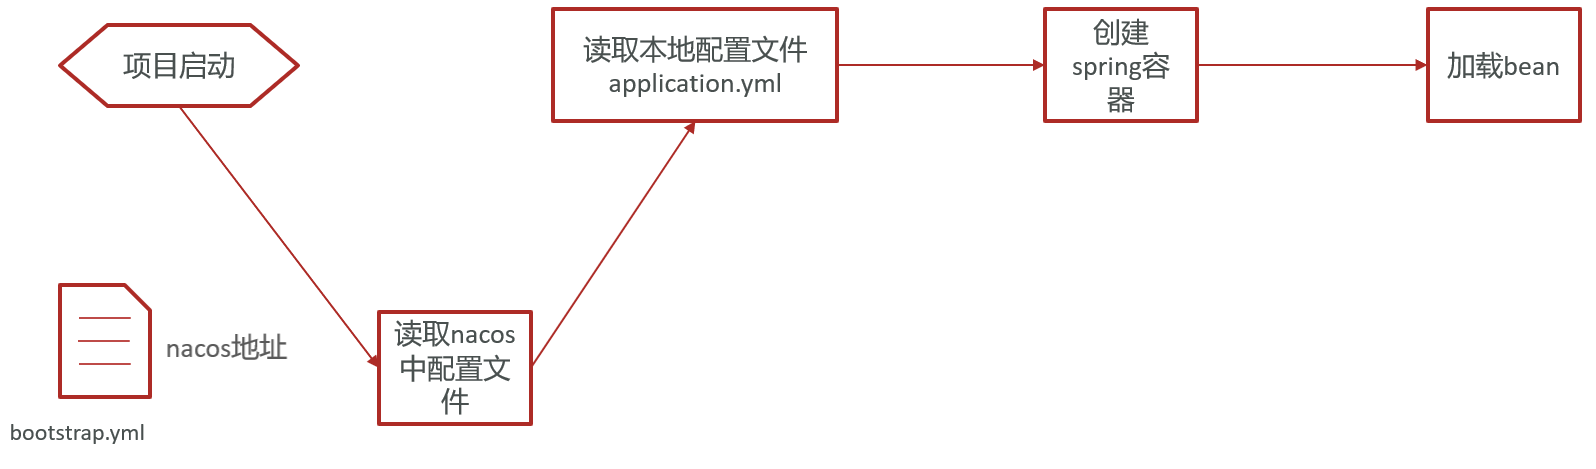 项目启动
读取本地配置文件
application.yml
创建
spring容
器
加载bean
nacos地址
bootstrap.yml
读取nacos
中配置文
件